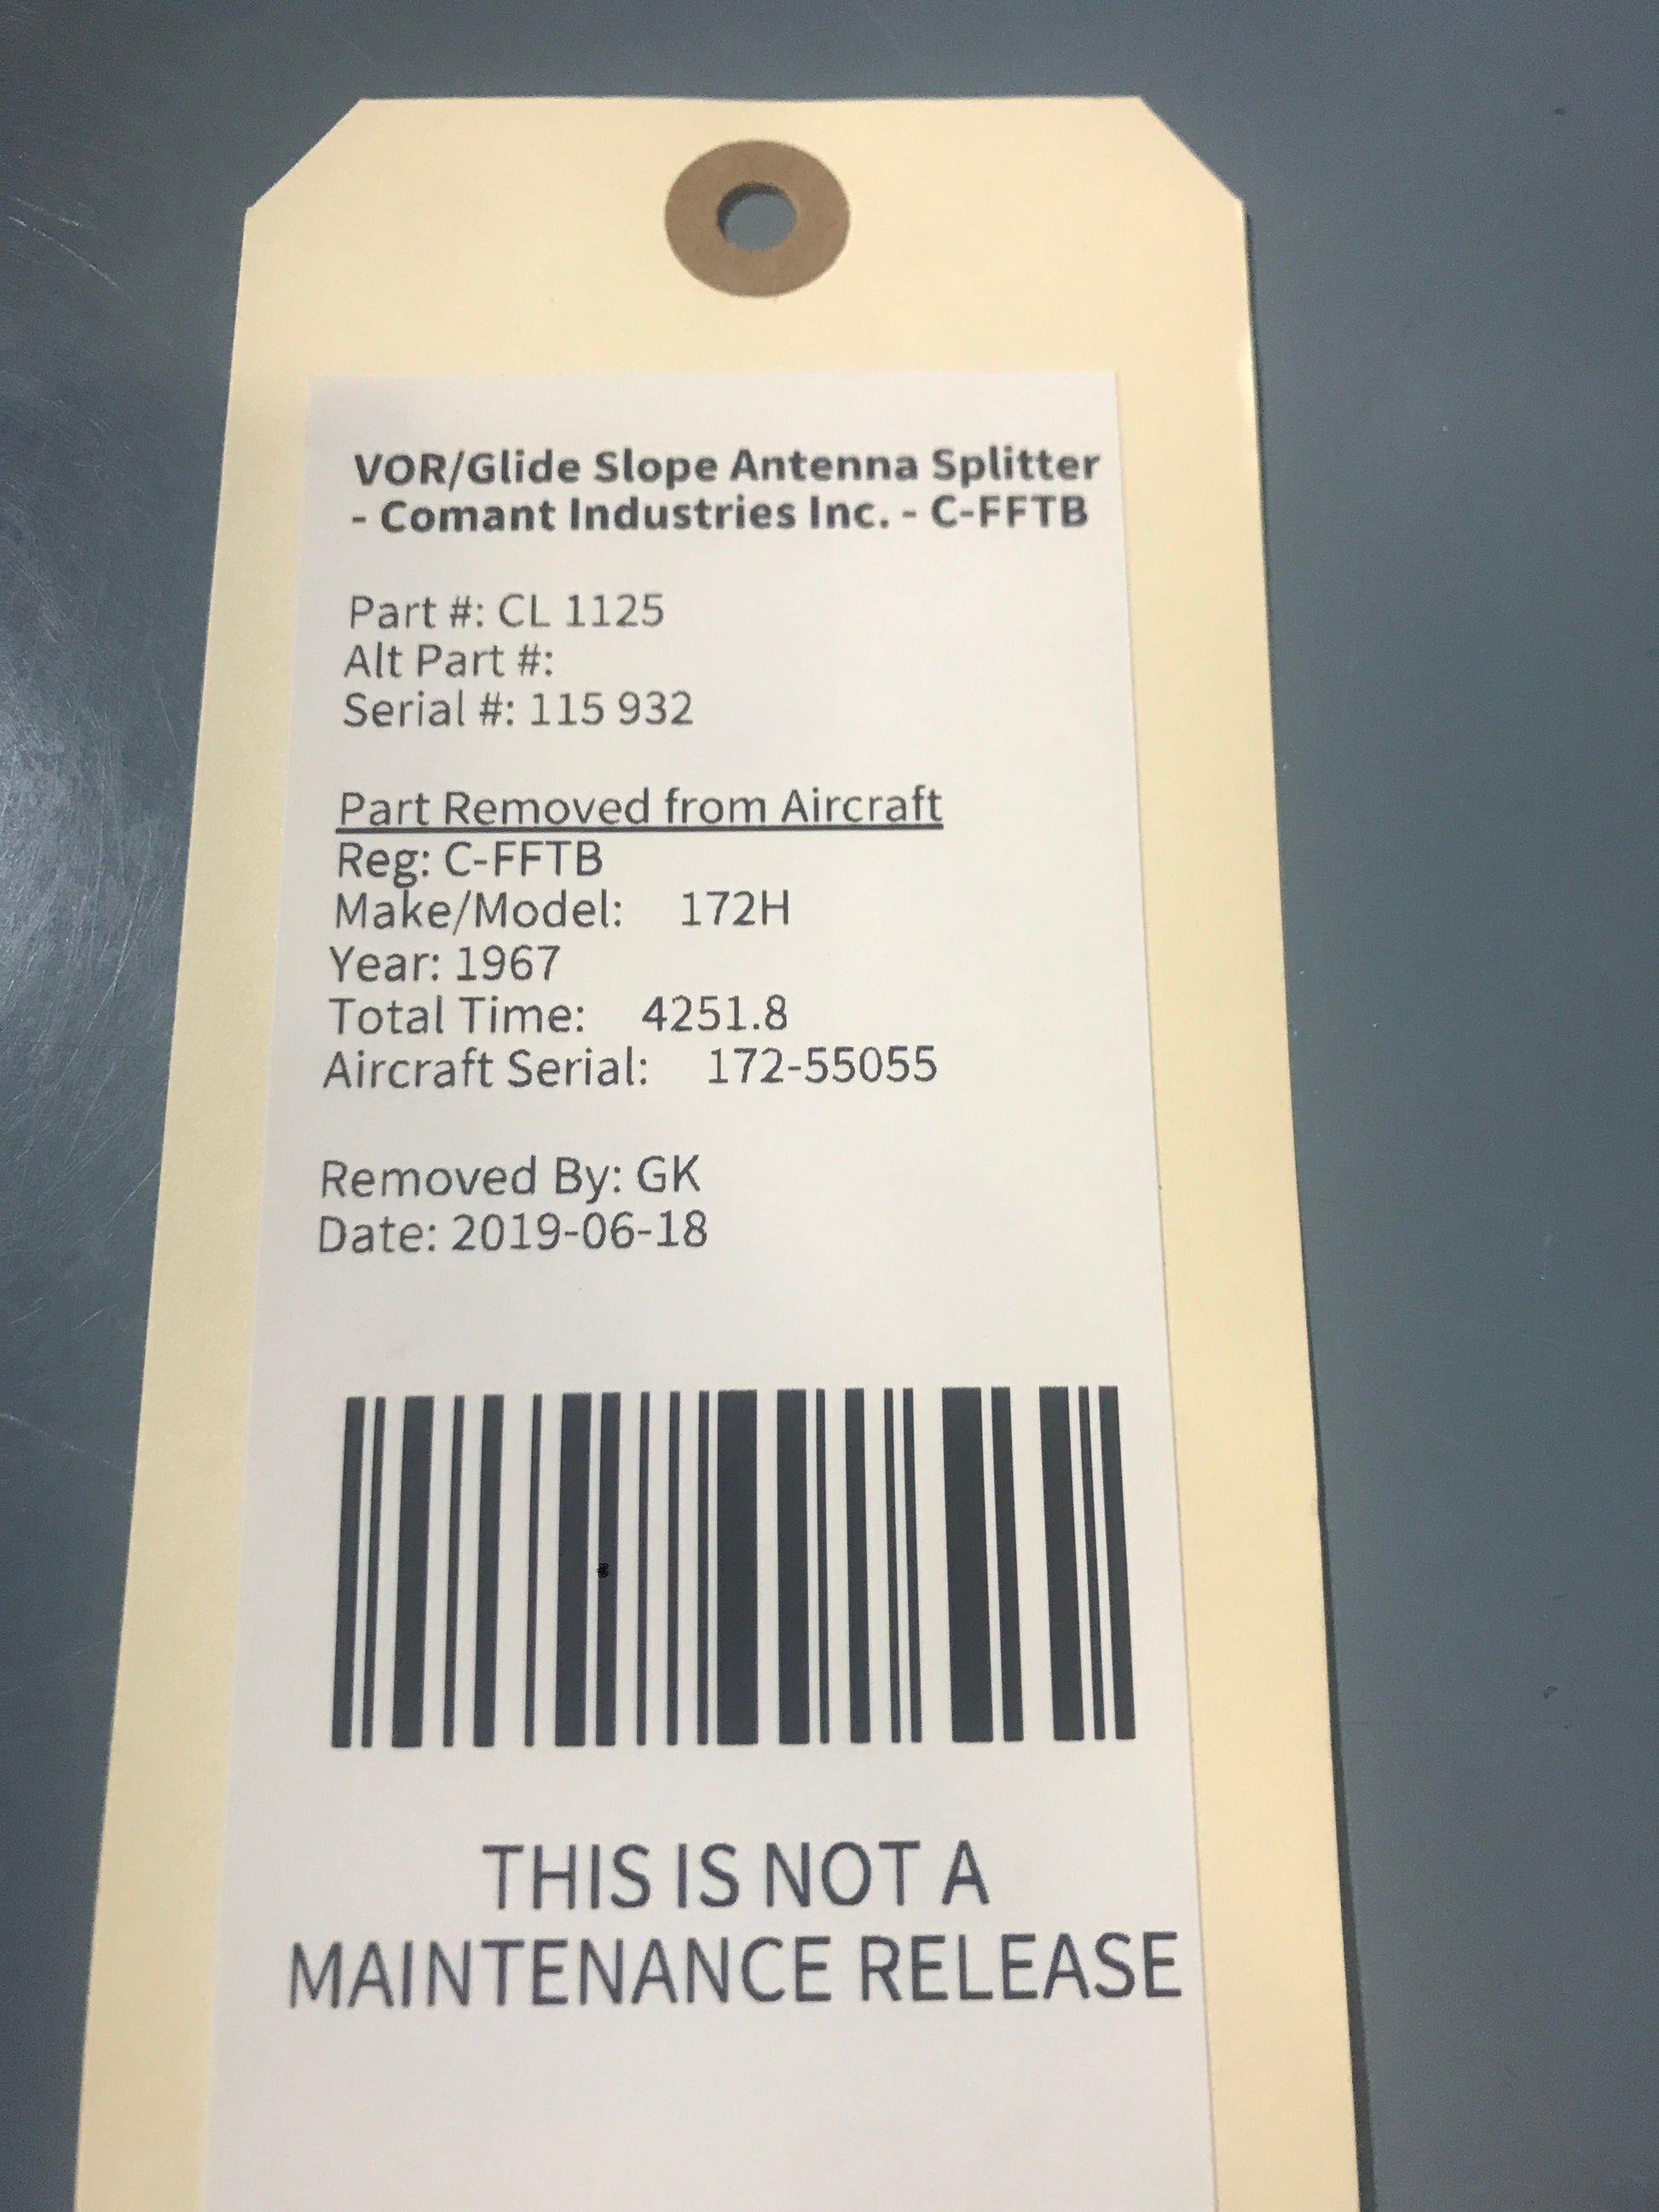 VOR/Glide Slope Antenna Splitter
- Comant Industries Inc. - C-FFTB
Part #: CL 1125
Alt Part #:
Serial #: 115 932
Part Removed from Aircraft
Reg: C-FFTB
Make/Model: 172H
Year: 1967
Total Time: 4251.8
Aircraft Serial: 172-55055
Removed By: GK
Date: 2019-06-18
THIS IS NOT A
MAINTENANCE RELEASE